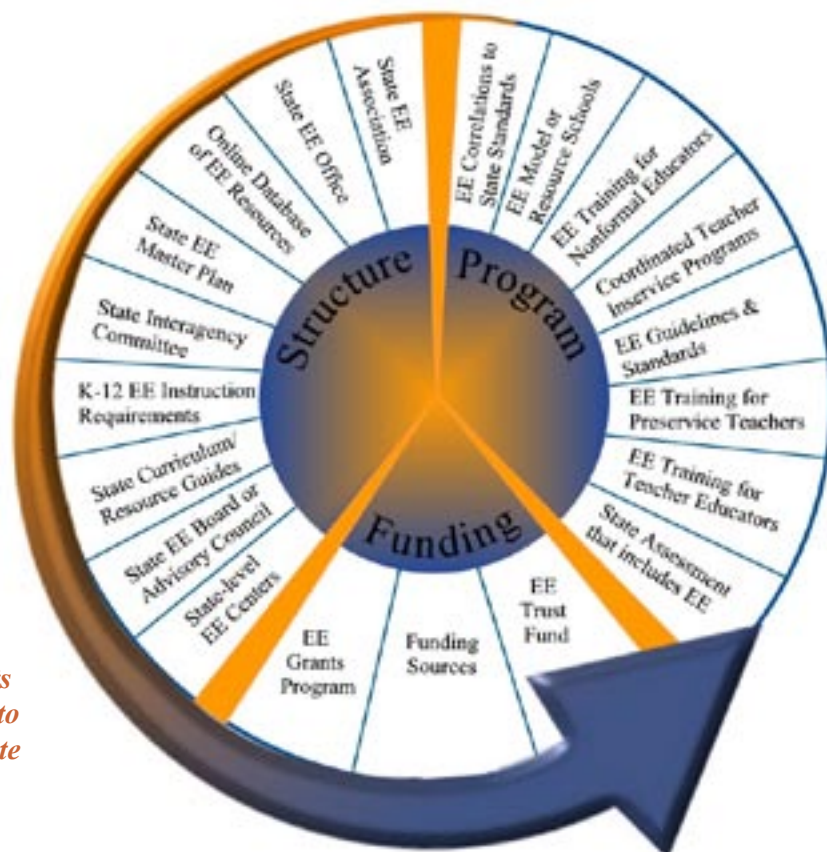 Structure
State EE
Association
State EE Office
Online Database
of EE Resources
State EE
Master Plan
State Interagency
Committee
K-12 EE Instruction
Requirements
State Curriculum/
Resource Guides
State EE Board or
Advisory Council
State-level
EE Centers
Program
EE Correlations to
State Standards
EE Model or
Resource Schools
EE Training for
Nonformal Educators
Coordinated Teacher
Inservice Programs
EE Guidelines &
Standards
EE Training for
Preservice Teachers
EE Training for
Teacher Educators
State Assessment
that includes EE
Funding
EE
Grants
Program
Funding
Sources
EE
Trust
Fund
to